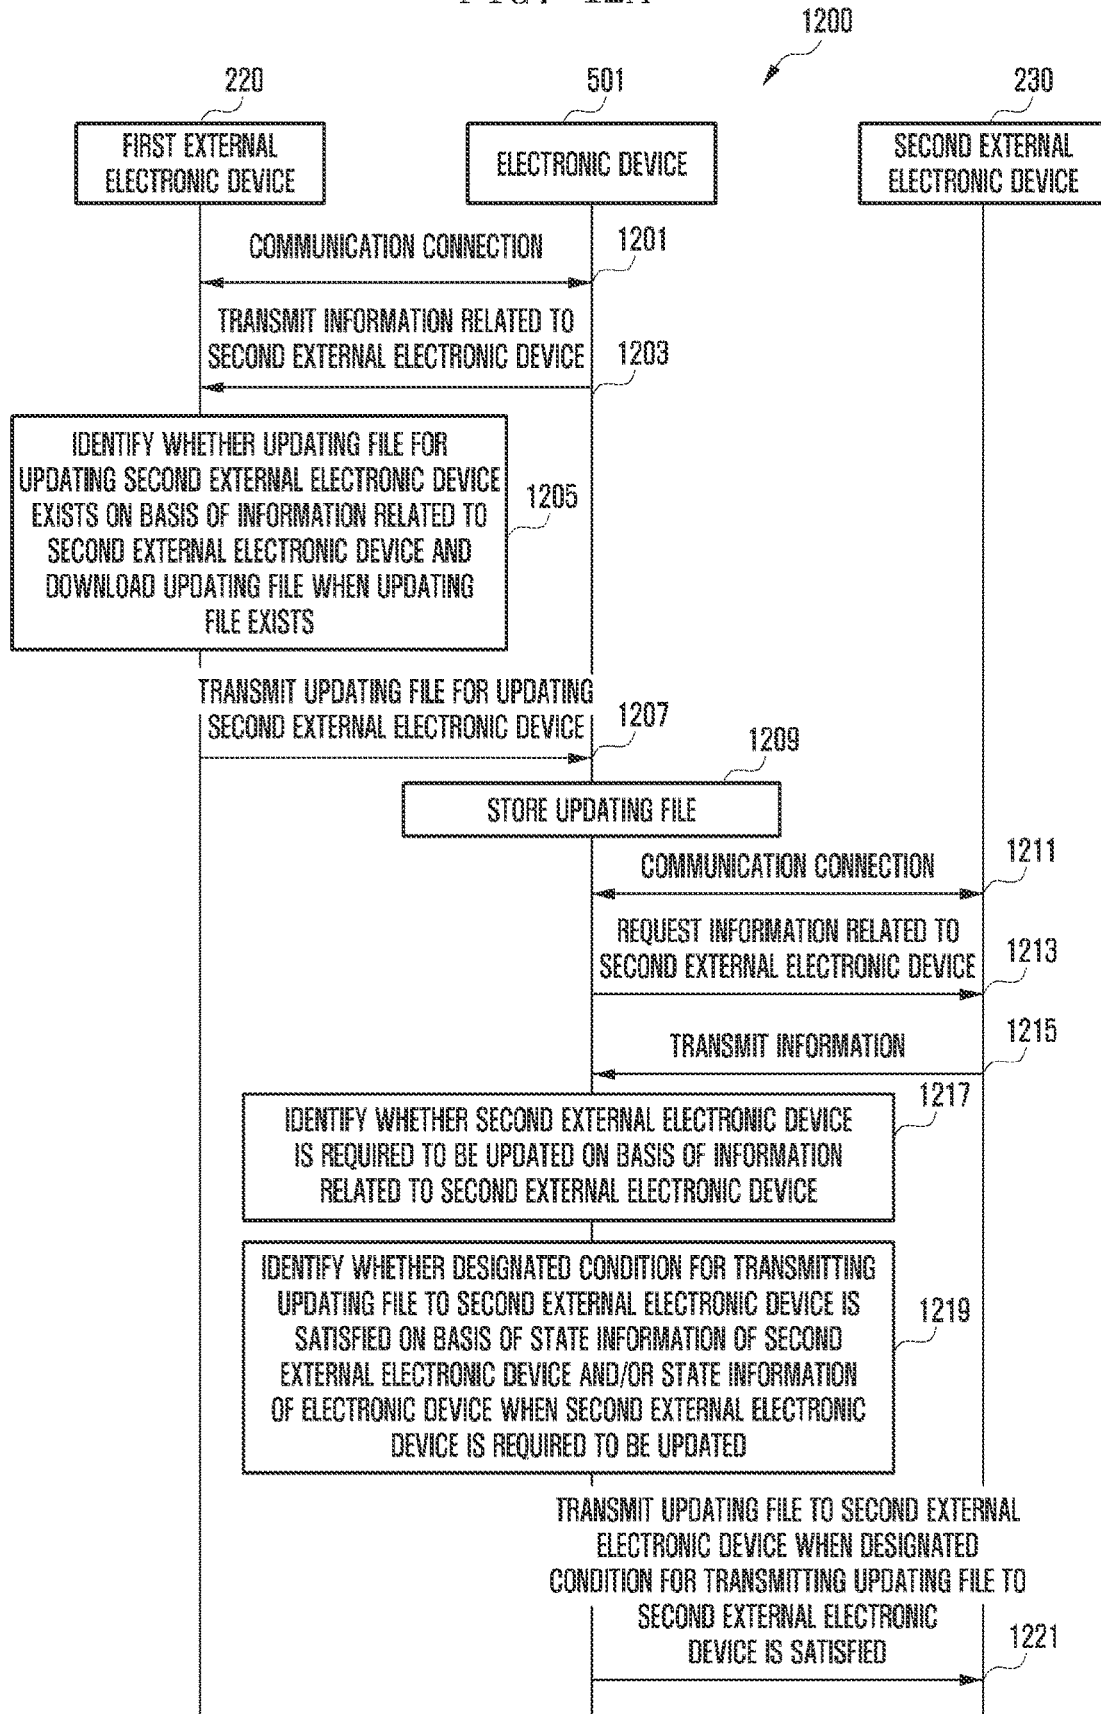 1200
220
501
230
FIRST EXTERNAL
ELECTRONIC DEVICE
ELECTRONIC DEVICE
SECOND EXTERNAL
ELECTRONIC DEVICE
COMMUNICATION CONNECTION
1201
TRANSMIT INFORMATION RELATED TO
SECOND EXTERNAL ELECTRONIC DEVICE
1203
IDENTIFY WHETHER UPDATING FILE FOR
UPDATING SECOND EXTERNAL ELECTRONIC DEVICE
EXISTS ON BASIS OF INFORMATION RELATED TO
SECOND EXTERNAL ELECTRONIC DEVICE AND
DOWNLOAD UPDATING FILE WHEN UPDATING
FILE EXISTS
1205
TRANSMIT UPDATING FILE FOR UPDATING
SECOND EXTERNAL ELECTRONIC DEVICE
1207
1209
STORE UPDATING FILE
COMMUNICATION CONNECTION
1211
REQUEST INFORMATION RELATED TO
SECOND EXTERNAL ELECTRONIC DEVICE
1213
TRANSMIT INFORMATION
1215
1217
IDENTIFY WHETHER SECOND EXTERNAL ELECTRONIC DEVICE
IS REQUIRED TO BE UPDATED ON BASIS OF INFORMATION
RELATED TO SECOND EXTERNAL ELECTRONIC DEVICE
IDENTIFY WHETHER DESIGNATED CONDITION FOR TRANSMITTING
UPDATING FILE TO SECOND EXTERNAL ELECTRONIC DEVICE IS
SATISFIED ON BASIS OF STATE INFORMATION OF SECOND
EXTERNAL ELECTRONIC DEVICE AND/OR STATE INFORMATION
OF ELECTRONIC DEVICE WHEN SECOND EXTERNAL ELECTRONIC
DEVICE IS REQUIRED TO BE UPDATED
1219
TRANSMIT UPDATING FILE TO SECOND EXTERNAL
ELECTRONIC DEVICE WHEN DESIGNATED
CONDITION FOR TRANSMITTING UPDATING FILE TO
SECOND EXTERNAL ELECTRONIC
DEVICE IS SATISFIED
1221